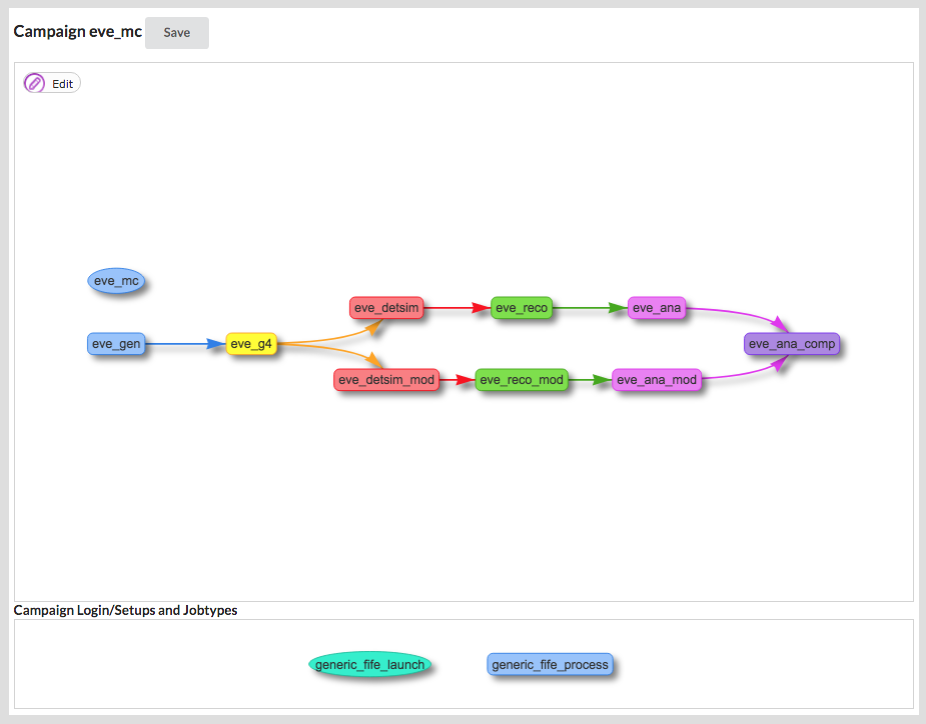 Campaign eve_mc Save
Edit
eve_mc
eve_detsim eve_reco eve_ana
eve_gen eve_g4 eve_ana_comp
eve_detsim_mod eve_reco_mod eve_ana_mod
Campaign Login/Setups and Jobtypes
generic_fife_launch generic_fife_process